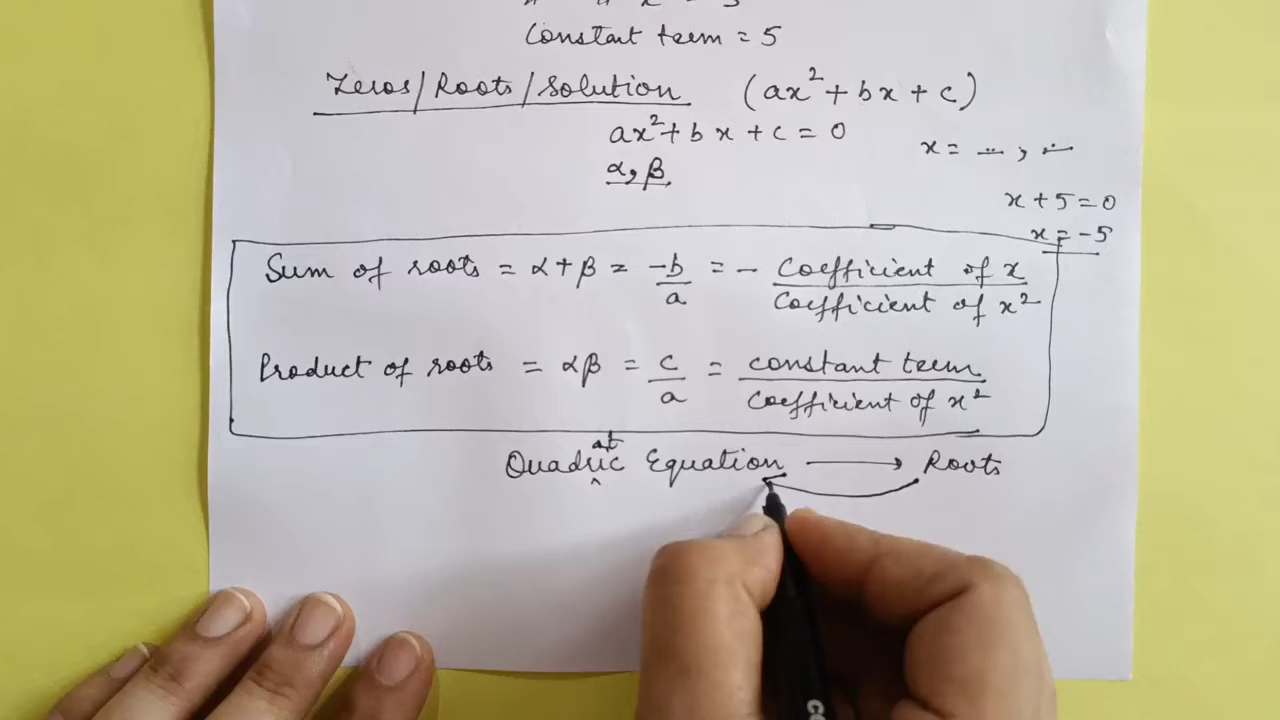 Constant term = 5
Zeros/Roots/Solution (ax² + bx + c)
ax² + bx + c = 0
x = — , —
α, β
x + 5 = 0
x = -5
Sum of roots = α + β = -b/a = - Coefficient of x / Coefficient of x²
Product of roots = αβ = c/a = constant term / Coefficient of x²
at
Quadric Equation → Roots